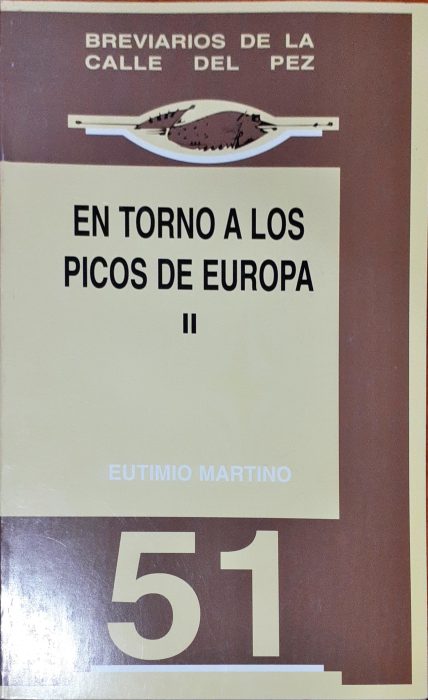 BREVIARIOS DE LA
CALLE DEL PEZ
EN TORNO A LOS
PICOS DE EUROPA
II
EUTIMIO MARTINO
51